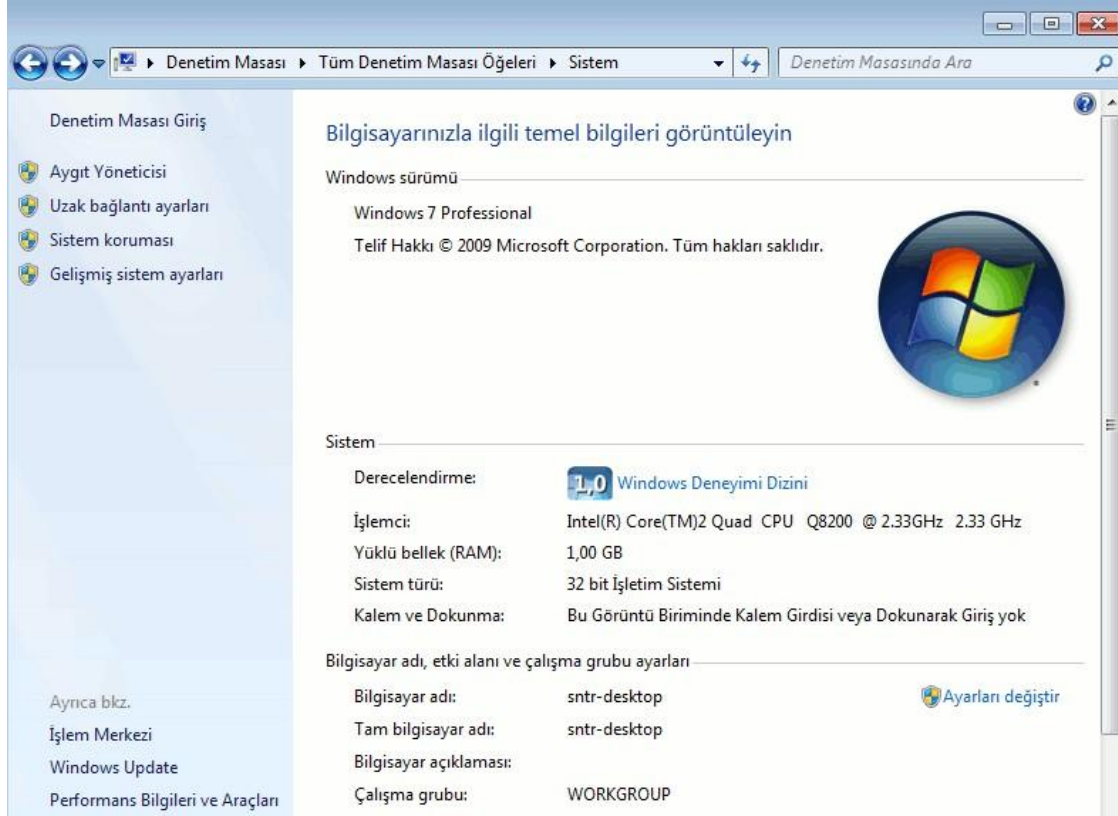 Denetim Masası ▸ Tüm Denetim Masası Öğeleri ▸ Sistem
Denetim Masasında Ara
Denetim Masası Giriş
Aygıt Yöneticisi
Uzak bağlantı ayarları
Sistem koruması
Gelişmiş sistem ayarları
Ayrıca bkz.
İşlem Merkezi
Windows Update
Performans Bilgileri ve Araçları
Bilgisayarınızla ilgili temel bilgileri görüntüleyin
Windows sürümü
Windows 7 Professional
Telif Hakkı © 2009 Microsoft Corporation. Tüm hakları saklıdır.
Sistem
Derecelendirme: 1,0 Windows Deneyimi Dizini
İşlemci: Intel(R) Core(TM)2 Quad CPU Q8200 @ 2.33GHz 2.33 GHz
Yüklü bellek (RAM): 1,00 GB
Sistem türü: 32 bit İşletim Sistemi
Kalem ve Dokunma: Bu Görüntü Biriminde Kalem Girdisi veya Dokunarak Giriş yok
Bilgisayar adı, etki alanı ve çalışma grubu ayarları
Bilgisayar adı: sntr-desktop Ayarları değiştir
Tam bilgisayar adı: sntr-desktop
Bilgisayar açıklaması:
Çalışma grubu: WORKGROUP